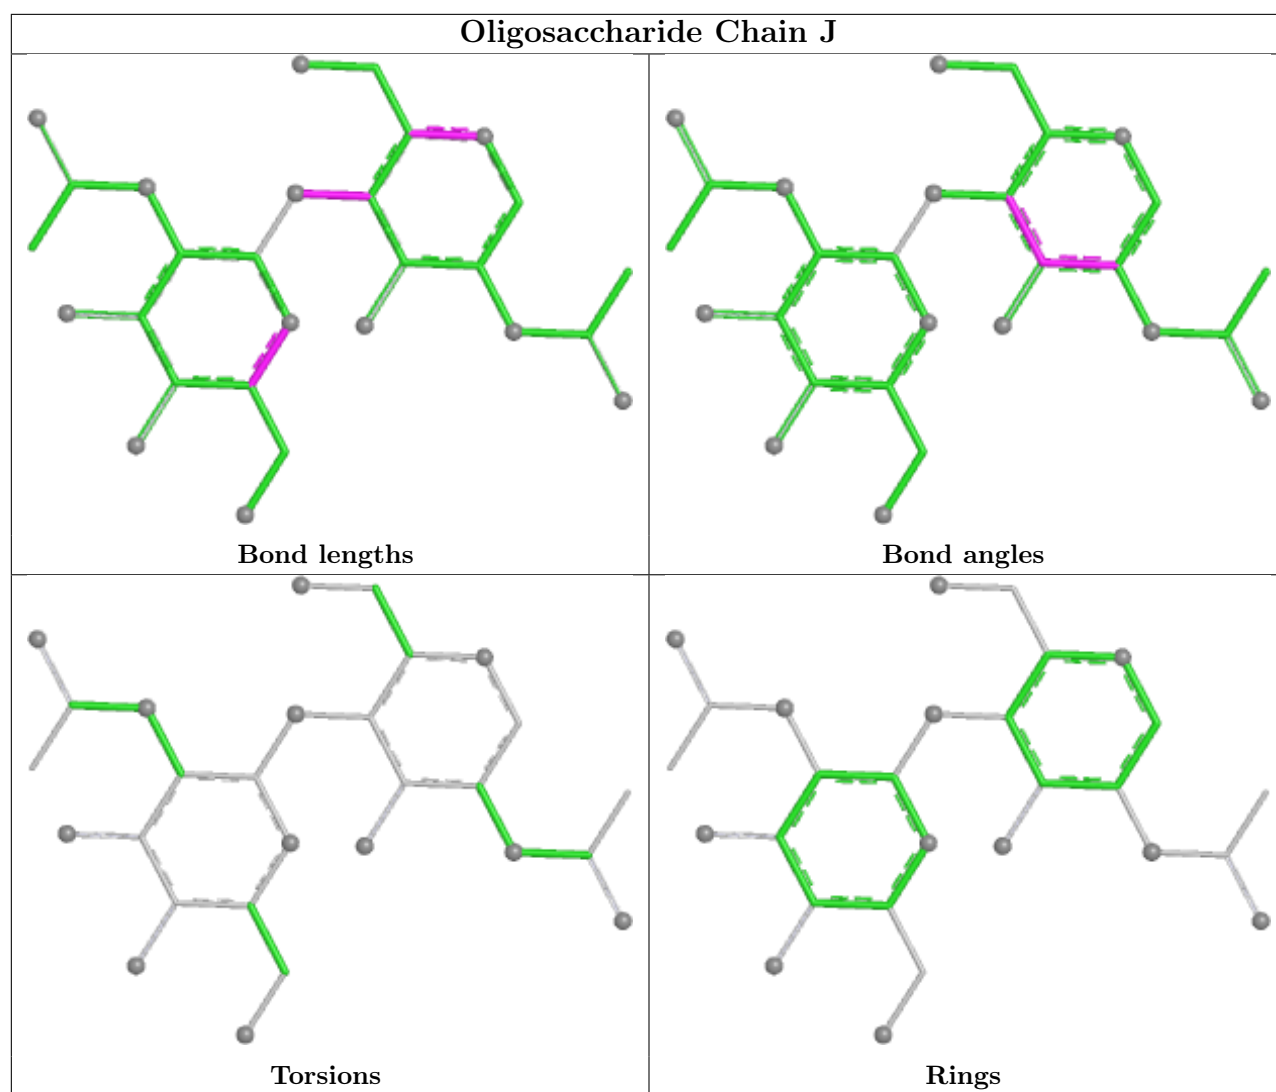 Oligosaccharide Chain J
Bond lengths
Bond angles
Torsions
Rings